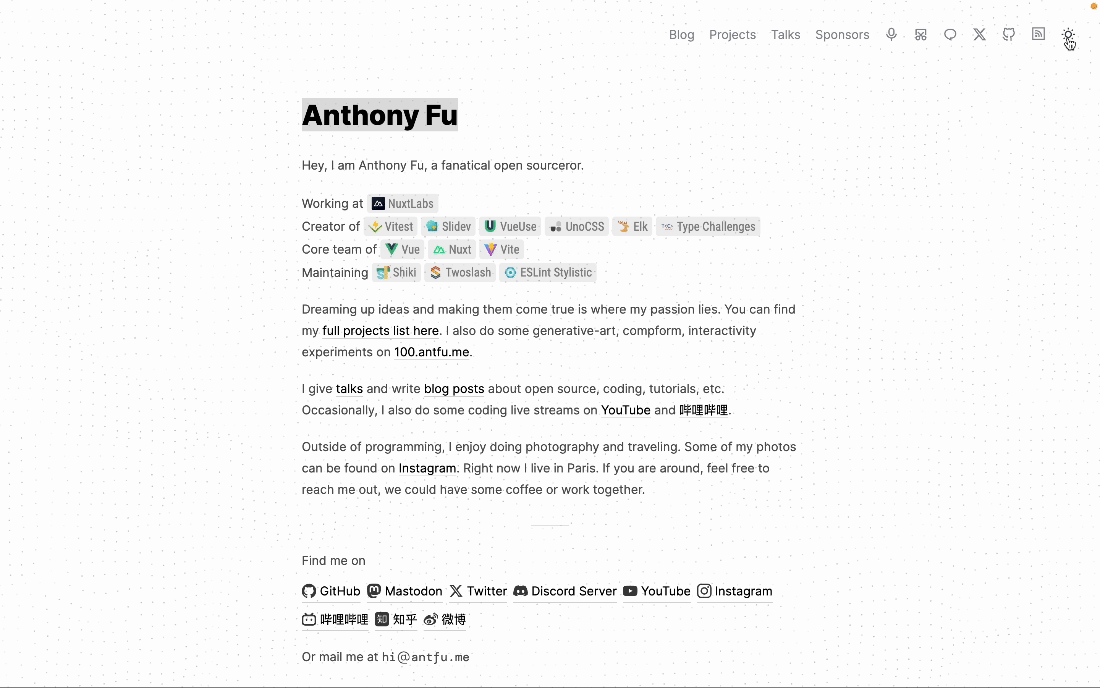 Blog Projects Talks Sponsors
Anthony Fu
Hey, I am Anthony Fu, a fanatical open sourceror.
Working at NuxtLabs
Creator of Vitest Slidev VueUse UnoCSS Elk Type Challenges
Core team of Vue Nuxt Vite
Maintaining Shiki Twoslash ESLint Stylistic
Dreaming up ideas and making them come true is where my passion lies. You can find
my full projects list here. I also do some generative-art, compform, interactivity
experiments on 100.antfu.me.
I give talks and write blog posts about open source, coding, tutorials, etc.
Occasionally, I also do some coding live streams on YouTube and 哔哩哔哩.
Outside of programming, I enjoy doing photography and traveling. Some of my photos
can be found on Instagram. Right now I live in Paris. If you are around, feel free to
reach me out, we could have some coffee or work together.
Find me on
GitHub Mastodon Twitter Discord Server YouTube Instagram
哔哩哔哩 知乎 微博
Or mail me at hi@antfu.me